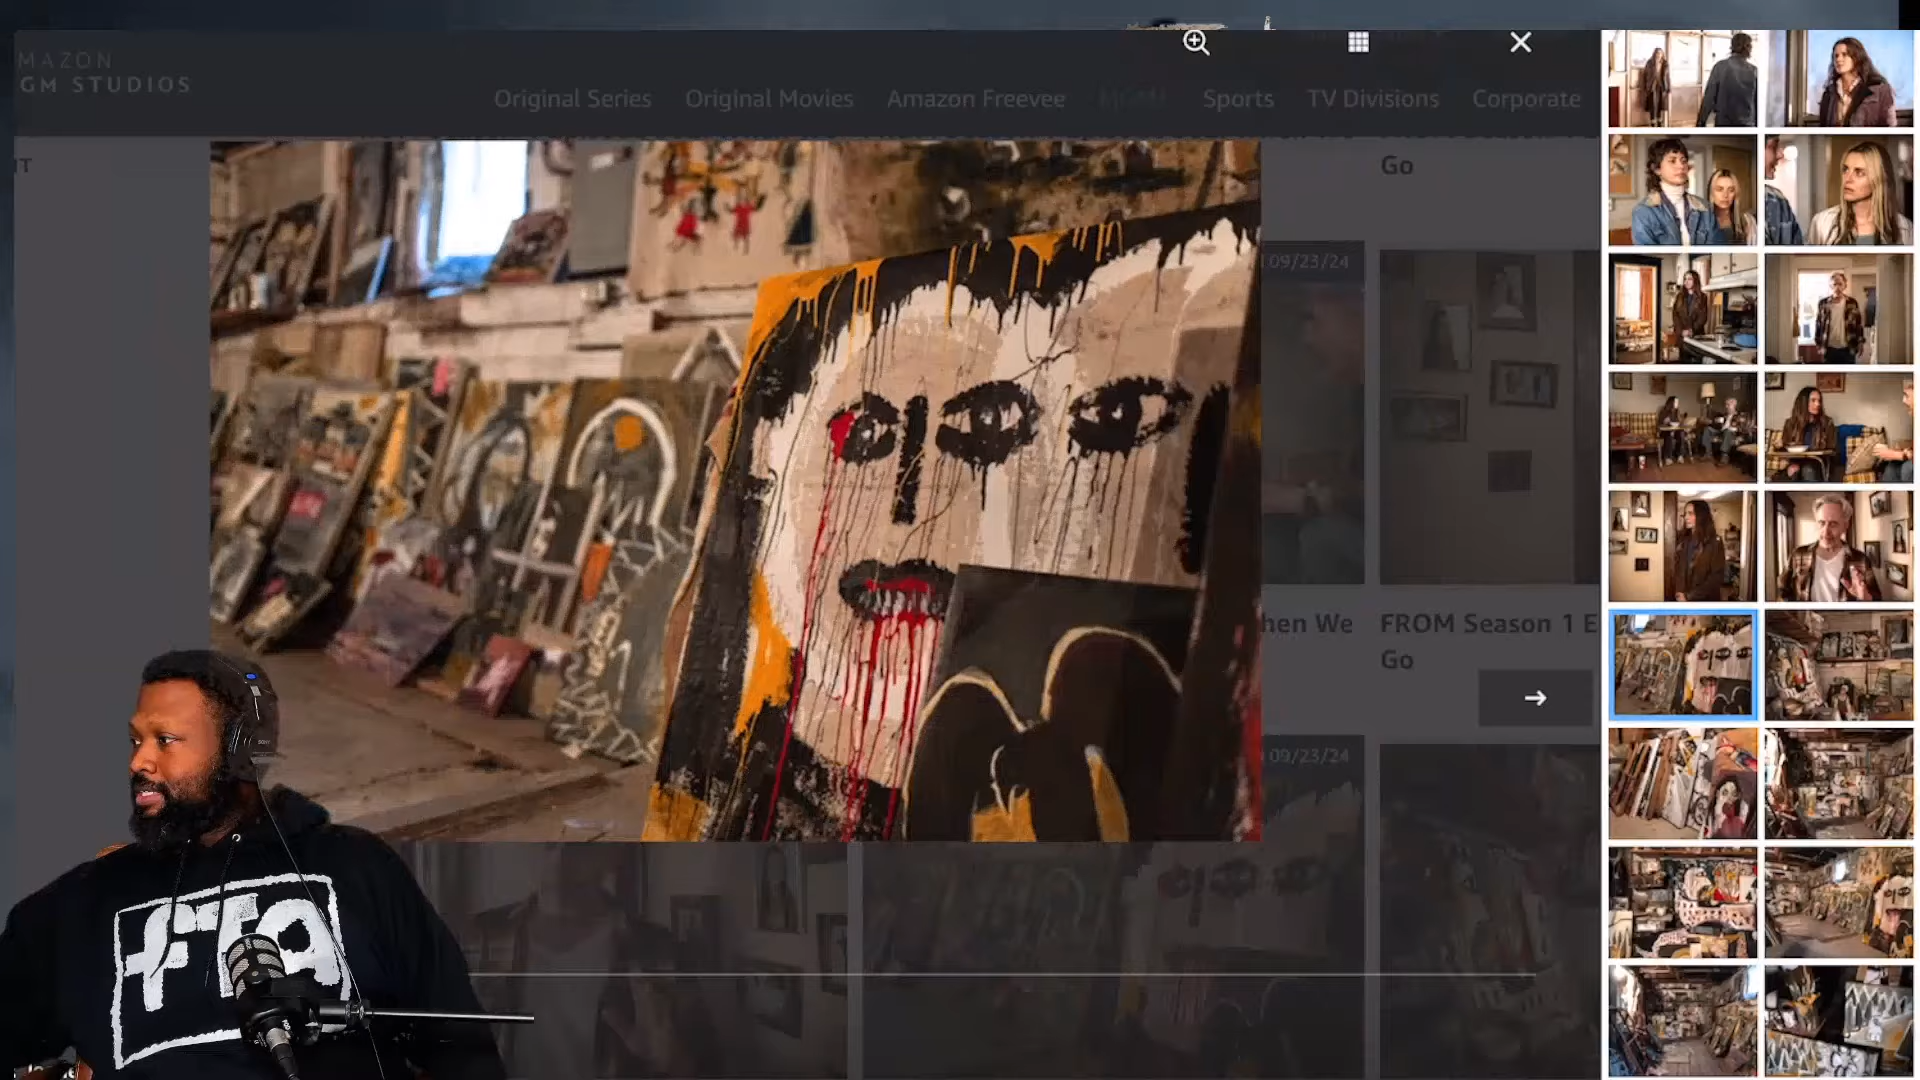 MAZON
GM STUDIOS
Original Series
Original Movies
Amazon Freevee
Sports
TV Divisions
Corporate
Go
09/23/24
hen We
FROM Season 1 E
Go
09/23/24
FTA